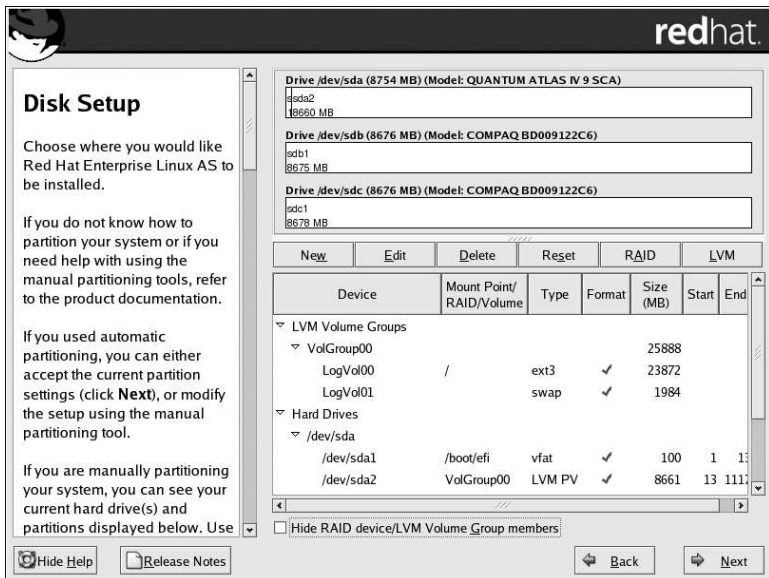 redhat.
Disk Setup
Choose where you would like
Red Hat Enterprise Linux AS to
be installed.
If you do not know how to
partition your system or if you
need help with using the
manual partitioning tools, refer
to the product documentation.
If you used automatic
partitioning, you can either
accept the current partition
settings (click Next), or modify
the setup using the manual
partitioning tool.
If you are manually partitioning
your system, you can see your
current hard drive(s) and
partitions displayed below. Use
Drive /dev/sda (8754 MB) (Model: QUANTUM ATLAS IV 9 SCA)
ssda2
18660 MB
Drive /dev/sdb (8676 MB) (Model: COMPAQ BD009122C6)
sdb1
8675 MB
Drive /dev/sdc (8676 MB) (Model: COMPAQ BD009122C6)
sdc1
8678 MB
New Edit Delete Reset RAID LVM
Device Mount Point/ RAID/Volume Type Format Size (MB) Start End
LVM Volume Groups
VolGroup00 25888
LogVol00 / ext3 ✓ 23872
LogVol01 swap ✓ 1984
Hard Drives
/dev/sda
/dev/sda1 /boot/efi vfat ✓ 100 1 13
/dev/sda2 VolGroup00 LVM PV ✓ 8661 13 1112
Hide RAID device/LVM Volume Group members
Hide Help Release Notes Back Next